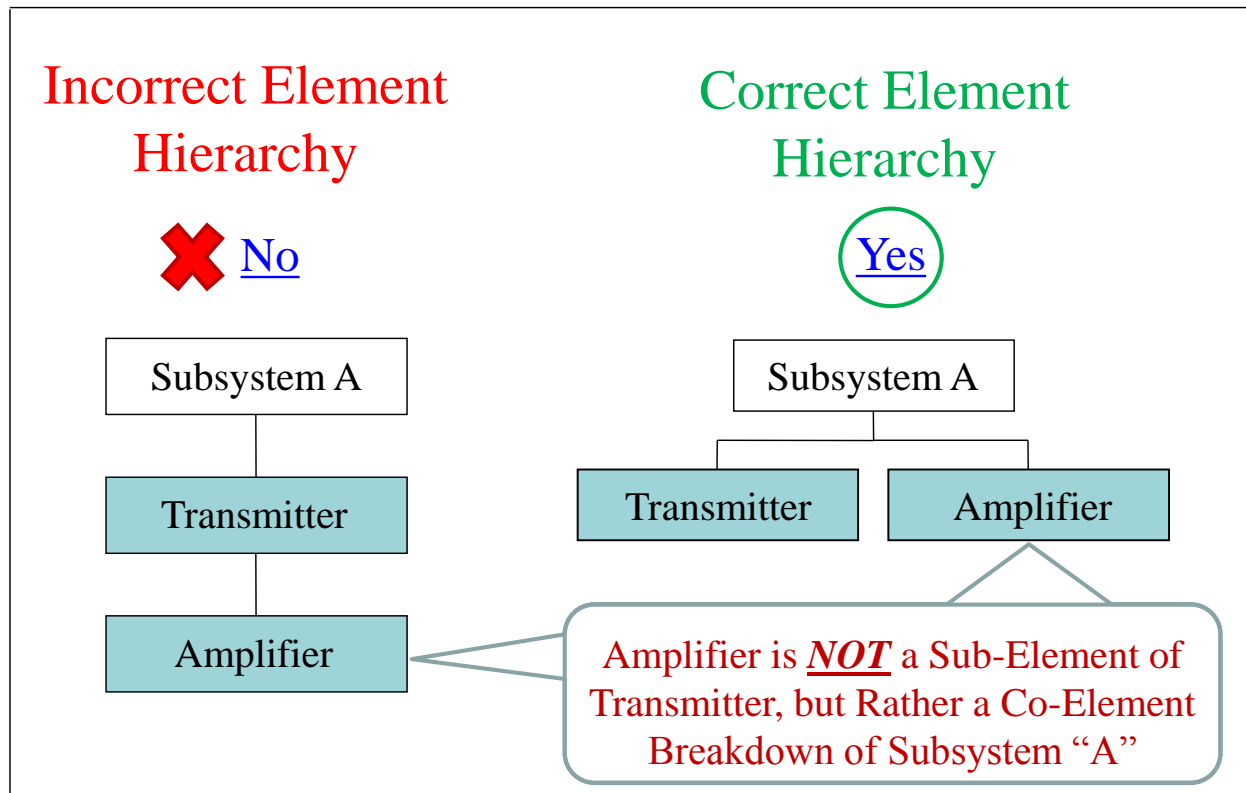 Incorrect Element
Hierarchy
No
Subsystem A
Transmitter
Amplifier
Correct Element
Hierarchy
Yes
Subsystem A
Transmitter
Amplifier
Amplifier is NOT a Sub-Element of
Transmitter, but Rather a Co-Element
Breakdown of Subsystem “A”